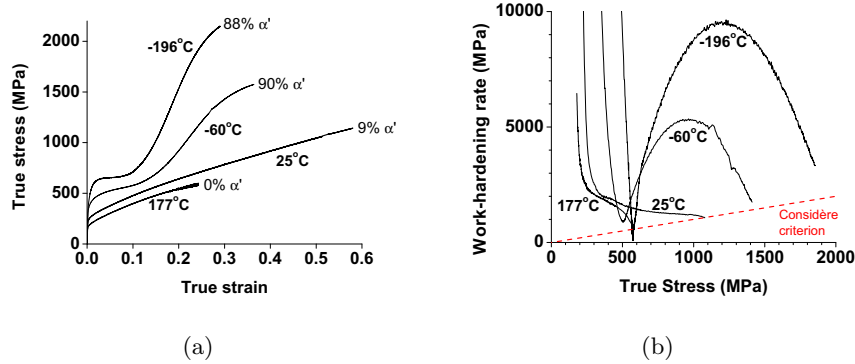 2000
1500
1000
500
0
True stress (MPa)
0.0 0.1 0.2 0.3 0.4 0.5 0.6
True strain
-196°C
88% α'
90% α'
-60°C
9% α'
25°C
0% α'
177°C
(a)
10000
5000
0
Work-hardening rate (MPa)
0 500 1000 1500 2000
True Stress (MPa)
-196°C
-60°C
177°C
25°C
Considère
criterion
(b)